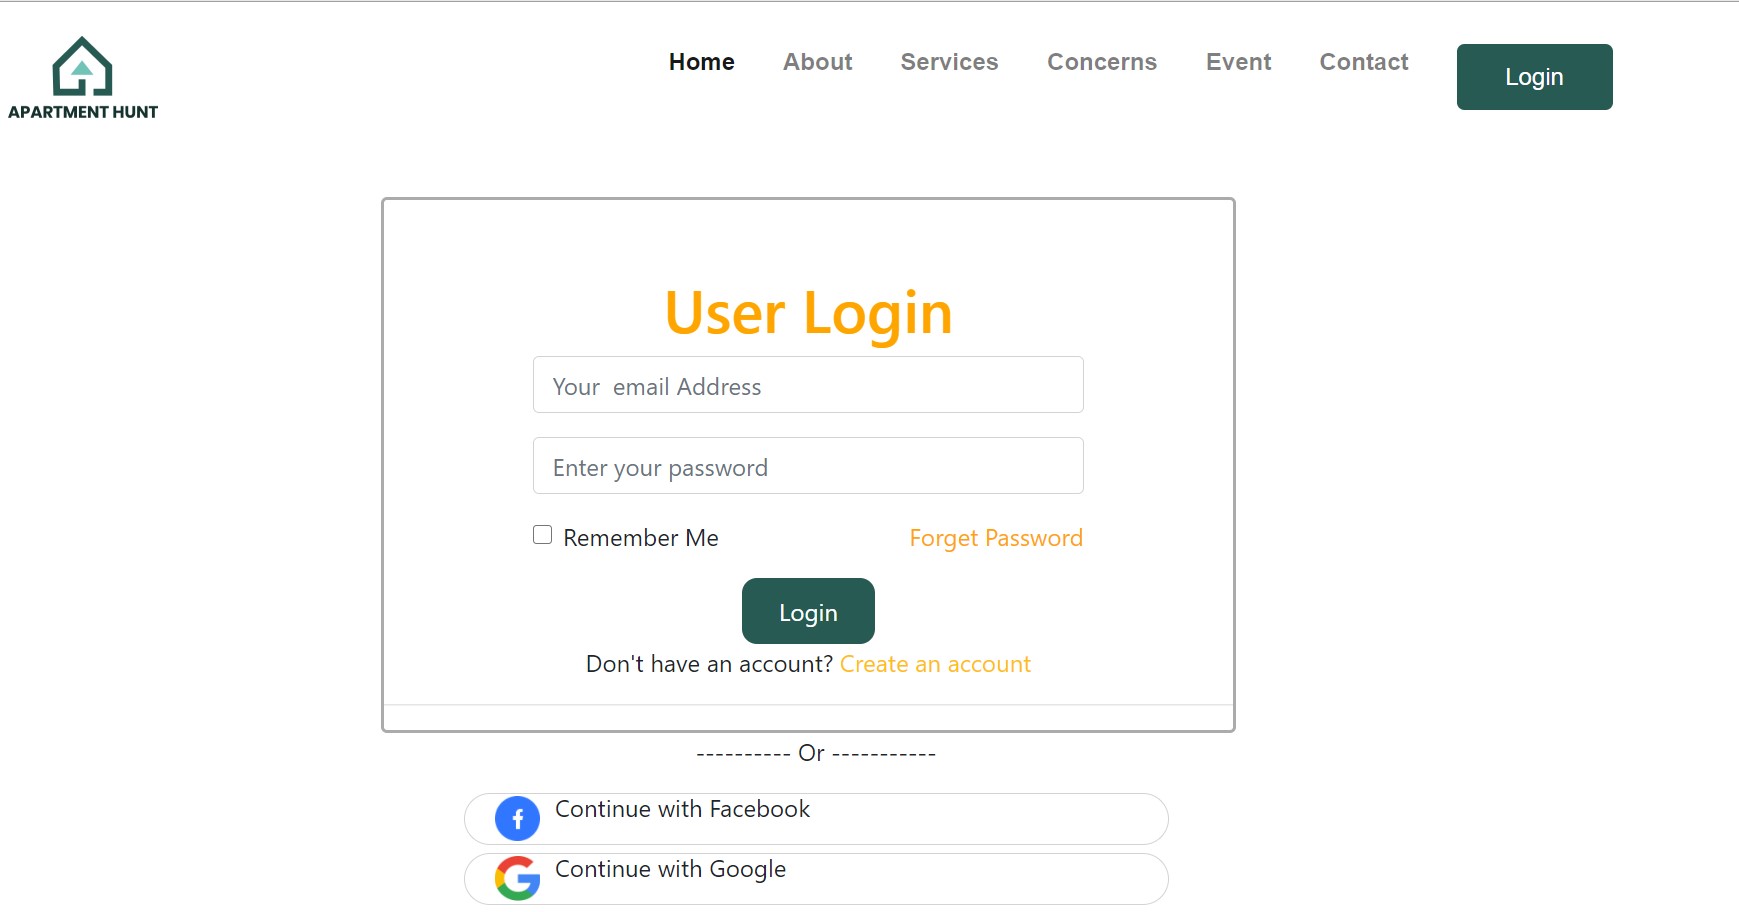 APARTMENT HUNT
Home About Services Concerns Event Contact Login
User Login
Your  email Address
Enter your password
Remember Me Forget Password
Login
Don't have an account? Create an account
---------- Or -----------
Continue with Facebook
Continue with Google